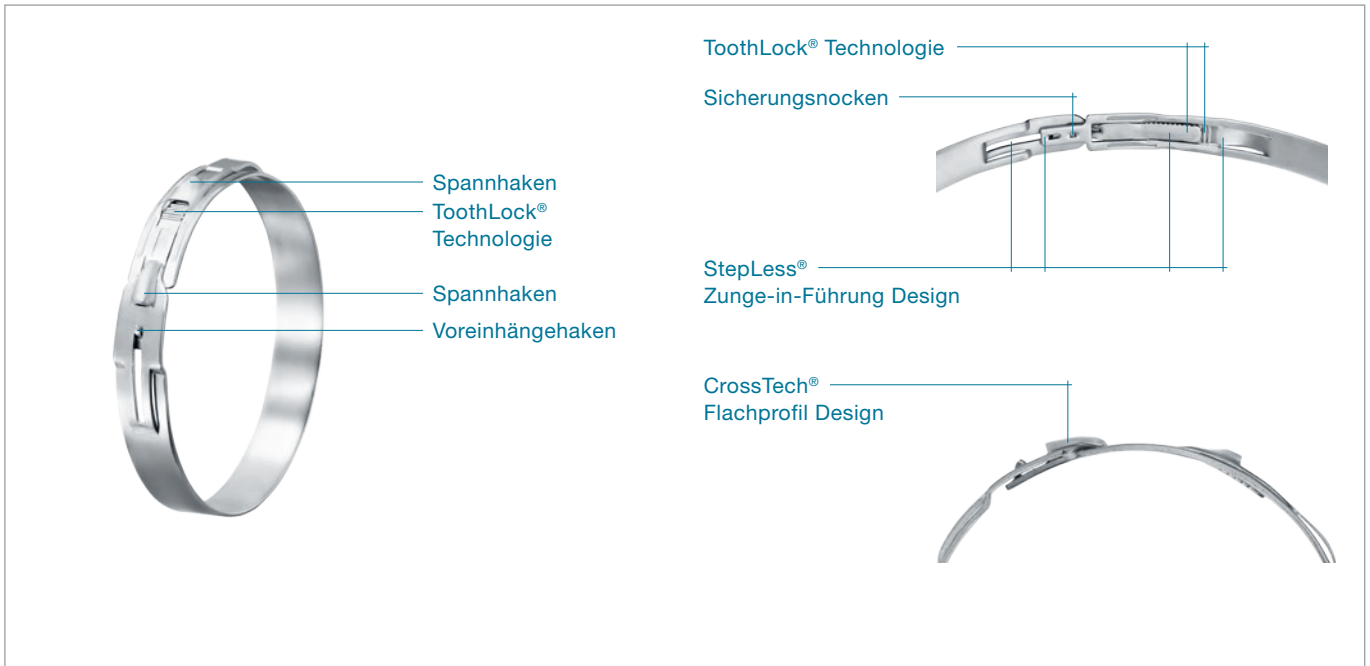 Spannhaken
ToothLock®
Technologie
Spannhaken
Voreinhängehaken
ToothLock® Technologie
Sicherungsnocken
StepLess®
Zunge-in-Führung Design
CrossTech®
Flachprofil Design